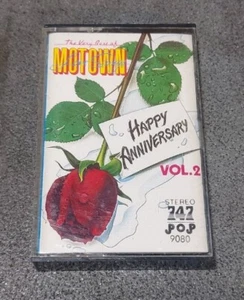 The Very Best of
MOTOWN
HAPPY
ANNIVERSARY
VOL.2
STEREO
747
POP
9080